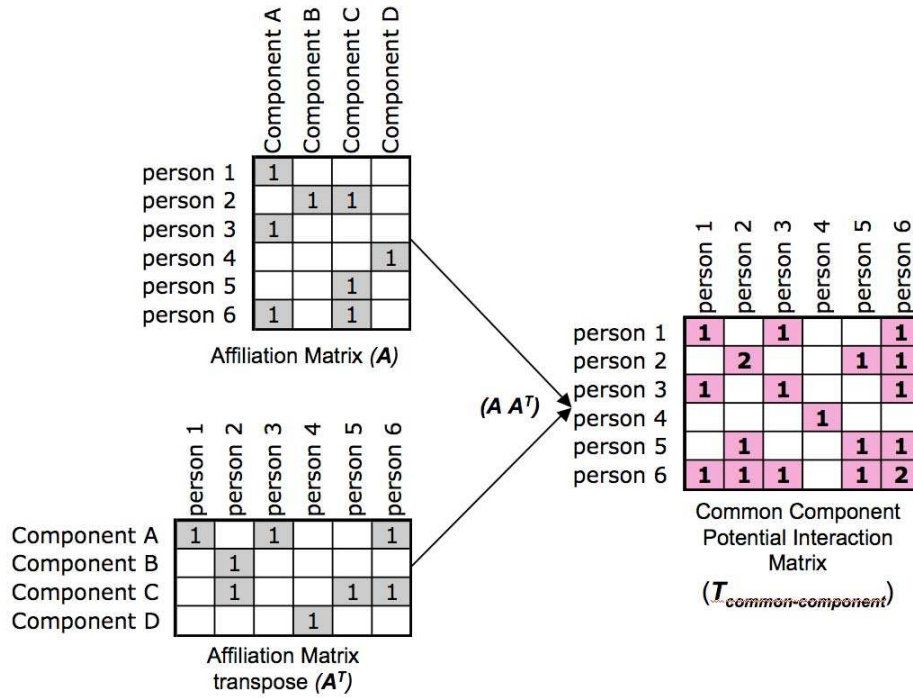 Component A
Component B
Component C
Component D
person 1 1
person 2 1 1
person 3 1
person 4 1
person 5 1
person 6 1 1
Affiliation Matrix (A)
person 1
person 2
person 3
person 4
person 5
person 6
Component A 1 1 1
Component B 1
Component C 1 1 1
Component D 1
Affiliation Matrix
transpose (Aᵀ)
(A Aᵀ)
person 1
person 2
person 3
person 4
person 5
person 6
person 1 1 1 1
person 2 2 1 1
person 3 1 1 1
person 4 1
person 5 1 1 1
person 6 1 1 1 1 2
Common Component
Potential Interaction
Matrix
(T common-component)